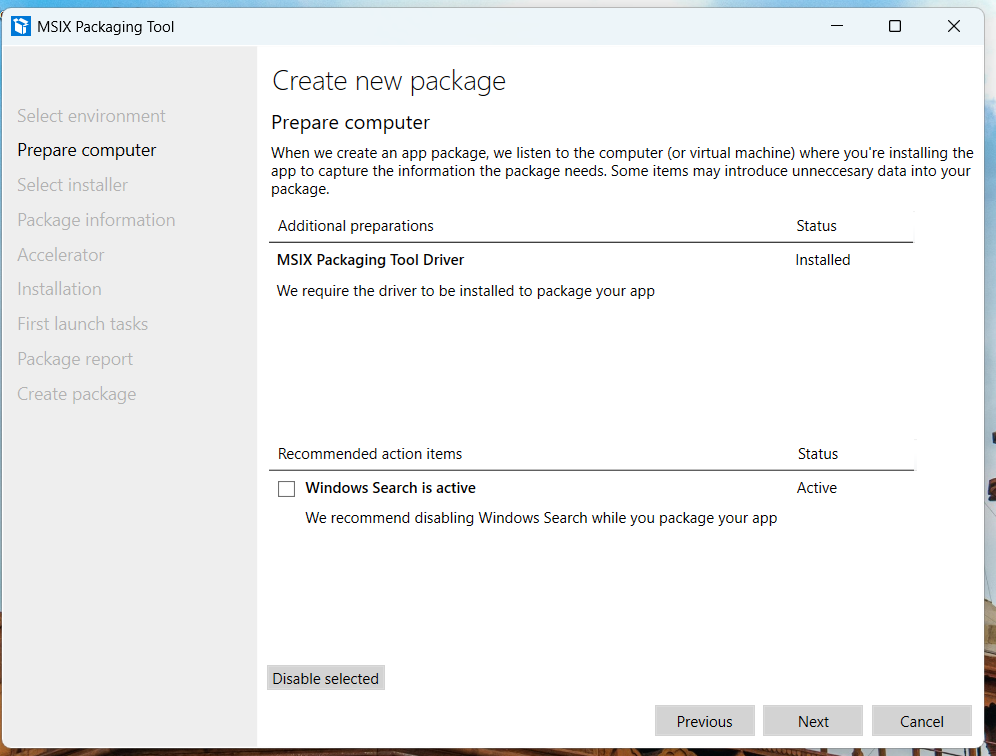 MSIX Packaging Tool
Select environment
Prepare computer
Select installer
Package information
Accelerator
Installation
First launch tasks
Package report
Create package
Create new package
Prepare computer
When we create an app package, we listen to the computer (or virtual machine) where you're installing the
app to capture the information the package needs. Some items may introduce unneccesary data into your
package.
Additional preparations Status
MSIX Packaging Tool Driver Installed
We require the driver to be installed to package your app
Recommended action items Status
Windows Search is active Active
We recommend disabling Windows Search while you package your app
Disable selected
Previous Next Cancel